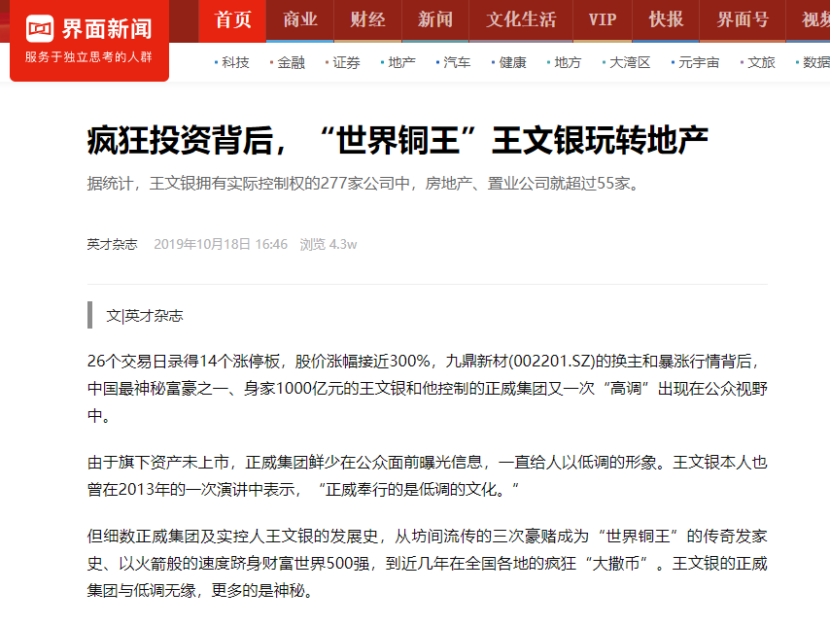 界面新闻
服务于独立思考的人群
首页 商业 财经 新闻 文化生活 VIP 快报 界面号 视频
·科技 ·金融 ·证券 ·地产 ·汽车 ·健康 ·地方 ·大湾区 ·元宇宙 ·文旅 ·数据
疯狂投资背后，“世界铜王”王文银玩转地产
据统计，王文银拥有实际控制权的277家公司中，房地产、置业公司就超过55家。
英才杂志 2019年10月18日 16:46 浏览 4.3w
文|英才杂志
26个交易日录得14个涨停板，股价涨幅接近300%，九鼎新材(002201.SZ)的换主和暴涨行情背后，
中国最神秘富豪之一、身家1000亿元的王文银和他控制的正威集团又一次“高调”出现在公众视野
中。
由于旗下资产未上市，正威集团鲜少在公众面前曝光信息，一直给人以低调的形象。王文银本人也
曾在2013年的一次演讲中表示，“正威奉行的是低调的文化。”
但细数正威集团及实控人王文银的发展史，从坊间流传的三次豪赌成为“世界铜王”的传奇发家
史、以火箭般的速度跻身财富世界500强，到近几年在全国各地的疯狂“大撒币”。王文银的正威
集团与低调无缘，更多的是神秘。